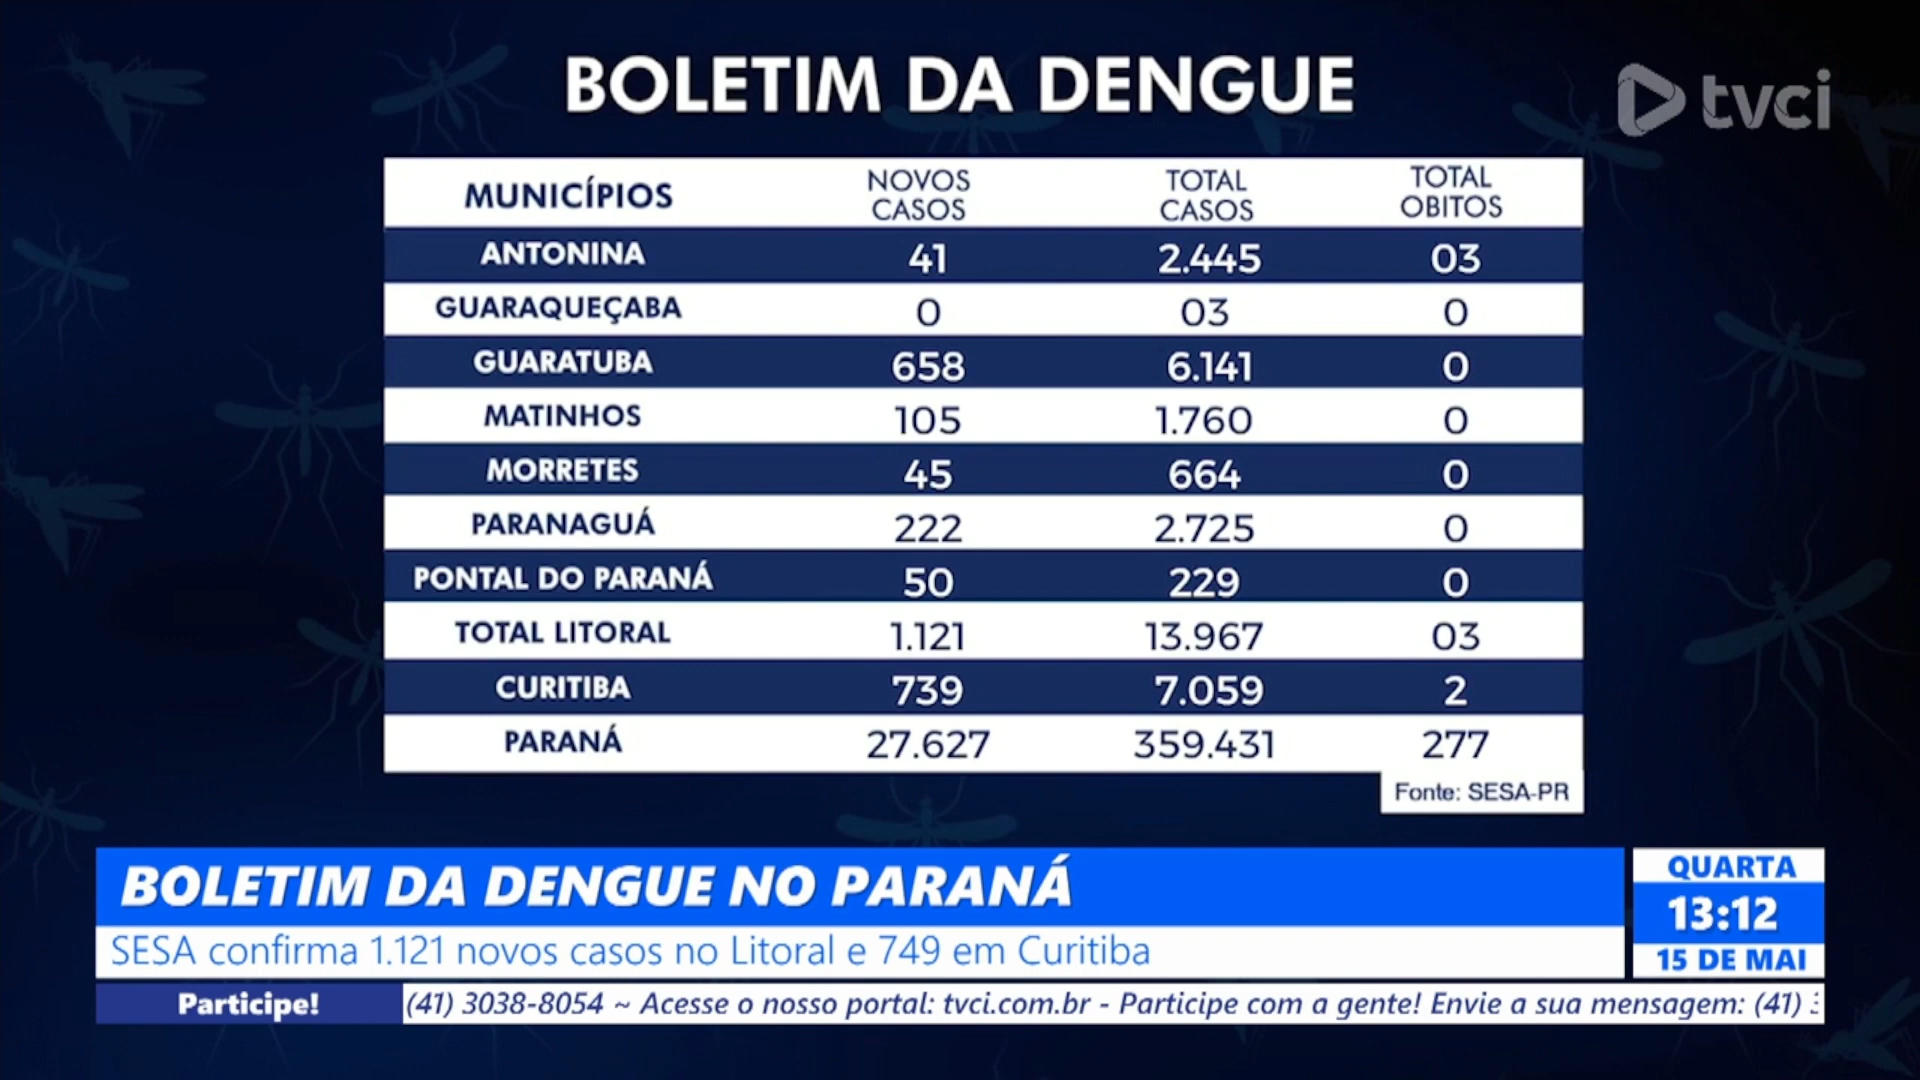 BOLETIM DA DENGUE
tvci
MUNICÍPIOS NOVOS CASOS TOTAL CASOS TOTAL OBITOS
ANTONINA 41 2.445 03
GUARAQUEÇABA 0 03 0
GUARATUBA 658 6.141 0
MATINHOS 105 1.760 0
MORRETES 45 664 0
PARANAGUÁ 222 2.725 0
PONTAL DO PARANÁ 50 229 0
TOTAL LITORAL 1.121 13.967 03
CURITIBA 739 7.059 2
PARANÁ 27.627 359.431 277
Fonte: SESA-PR
BOLETIM DA DENGUE NO PARANÁ
SESA confirma 1.121 novos casos no Litoral e 749 em Curitiba
QUARTA
13:12
15 DE MAI
Participe! (41) 3038-8054 ~ Acesse o nosso portal: tvci.com.br - Participe com a gente! Envie a sua mensagem: (41)